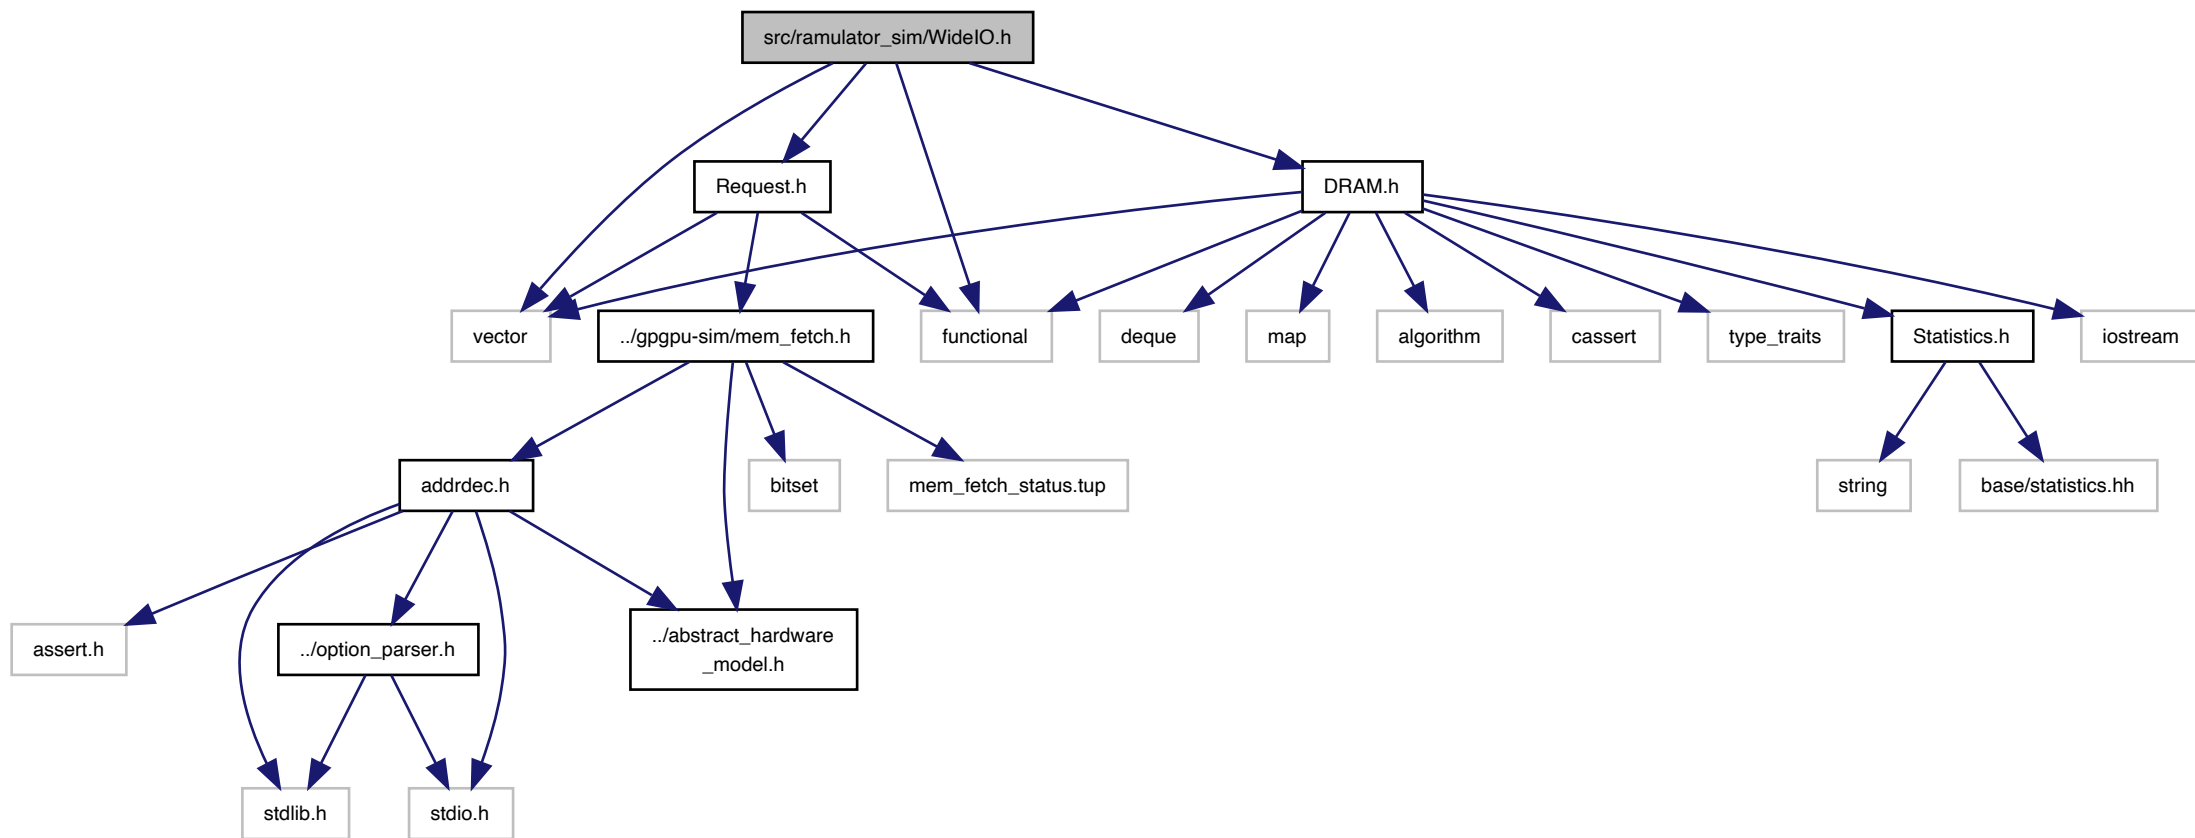 src/ramulator_sim/WideIO.h
Request.h
DRAM.h
vector
../gpgpu-sim/mem_fetch.h
functional
deque
map
algorithm
cassert
type_traits
Statistics.h
iostream
addrdec.h
bitset
mem_fetch_status.tup
string
base/statistics.hh
assert.h
../option_parser.h
../abstract_hardware
_model.h
stdlib.h
stdio.h